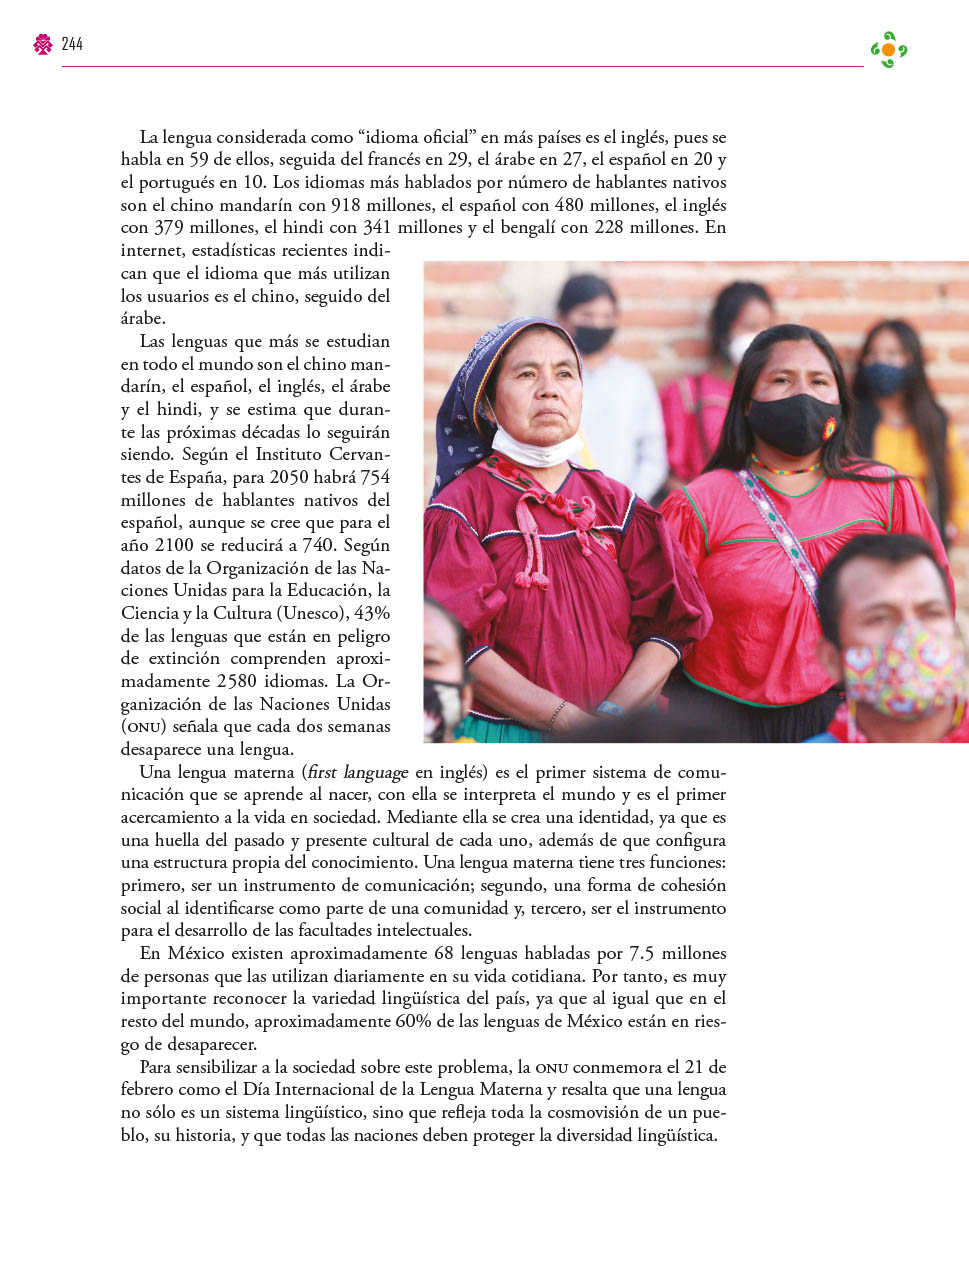 244
La lengua considerada como “idioma oficial” en más países es el inglés, pues se
habla en 59 de ellos, seguida del francés en 29, el árabe en 27, el español en 20 y
el portugués en 10. Los idiomas más hablados por número de hablantes nativos
son el chino mandarín con 918 millones, el español con 480 millones, el inglés
con 379 millones, el hindi con 341 millones y el bengalí con 228 millones. En
internet, estadísticas recientes indi-
can que el idioma que más utilizan
los usuarios es el chino, seguido del
árabe.
Las lenguas que más se estudian
en todo el mundo son el chino man-
darín, el español, el inglés, el árabe
y el hindi, y se estima que duran-
te las próximas décadas lo seguirán
siendo. Según el Instituto Cervan-
tes de España, para 2050 habrá 754
millones de hablantes nativos del
español, aunque se cree que para el
año 2100 se reducirá a 740. Según
datos de la Organización de las Na-
ciones Unidas para la Educación, la
Ciencia y la Cultura (Unesco), 43%
de las lenguas que están en peligro
de extinción comprenden aproxi-
madamente 2580 idiomas. La Or-
ganización de las Naciones Unidas
(ONU) señala que cada dos semanas
desaparece una lengua.
Una lengua materna (first language en inglés) es el primer sistema de comu-
nicación que se aprende al nacer, con ella se interpreta el mundo y es el primer
acercamiento a la vida en sociedad. Mediante ella se crea una identidad, ya que es
una huella del pasado y presente cultural de cada uno, además de que configura
una estructura propia del conocimiento. Una lengua materna tiene tres funciones:
primero, ser un instrumento de comunicación; segundo, una forma de cohesión
social al identificarse como parte de una comunidad y, tercero, ser el instrumento
para el desarrollo de las facultades intelectuales.
En México existen aproximadamente 68 lenguas habladas por 7.5 millones
de personas que las utilizan diariamente en su vida cotidiana. Por tanto, es muy
importante reconocer la variedad lingüística del país, ya que al igual que en el
resto del mundo, aproximadamente 60% de las lenguas de México están en ries-
go de desaparecer.
Para sensibilizar a la sociedad sobre este problema, la ONU conmemora el 21 de
febrero como el Día Internacional de la Lengua Materna y resalta que una lengua
no sólo es un sistema lingüístico, sino que refleja toda la cosmovisión de un pue-
blo, su historia, y que todas las naciones deben proteger la diversidad lingüística.